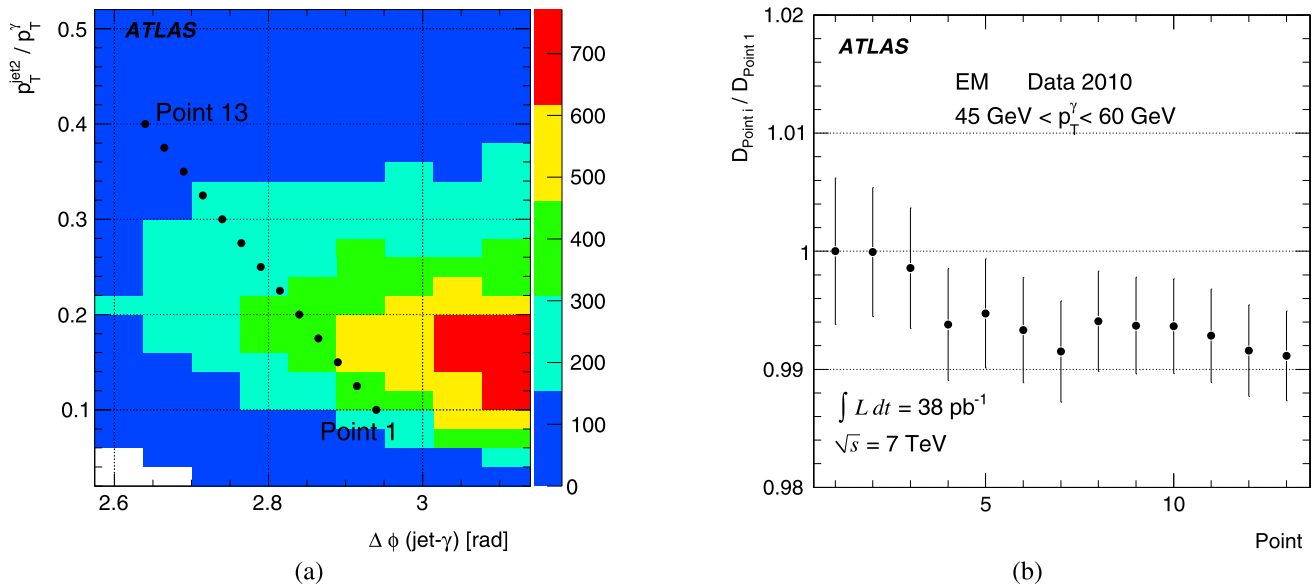 p_T^jet2 / p_T^γ
ATLAS
0.5
0.4
0.3
0.2
0.1
Point 13
Point 1
2.6
2.8
3
Δ ϕ (jet-γ) [rad]
700
600
500
400
300
200
100
0
(a)
D_Point i / D_Point 1
ATLAS
EM Data 2010
45 GeV < p_T^γ < 60 GeV
1.02
1.01
1
0.99
0.98
∫ L dt = 38 pb⁻¹
√s = 7 TeV
5
10
Point
(b)